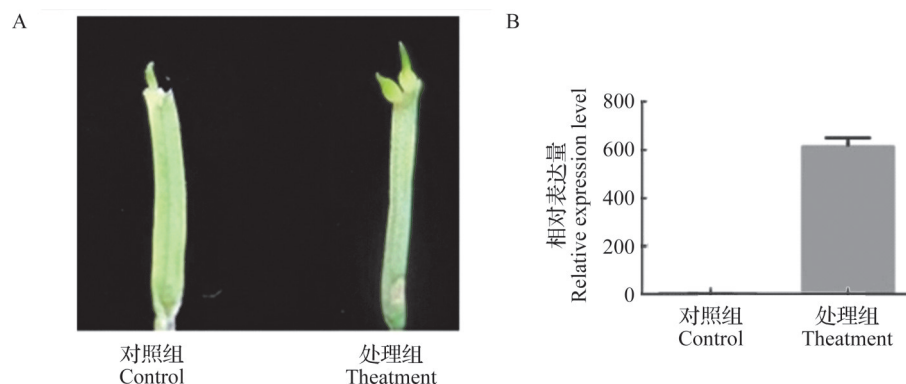 A
对照组
Control
处理组
Theatment
B
相对表达量
Relative expression level
800
600
400
200
0
对照组
Control
处理组
Theatment